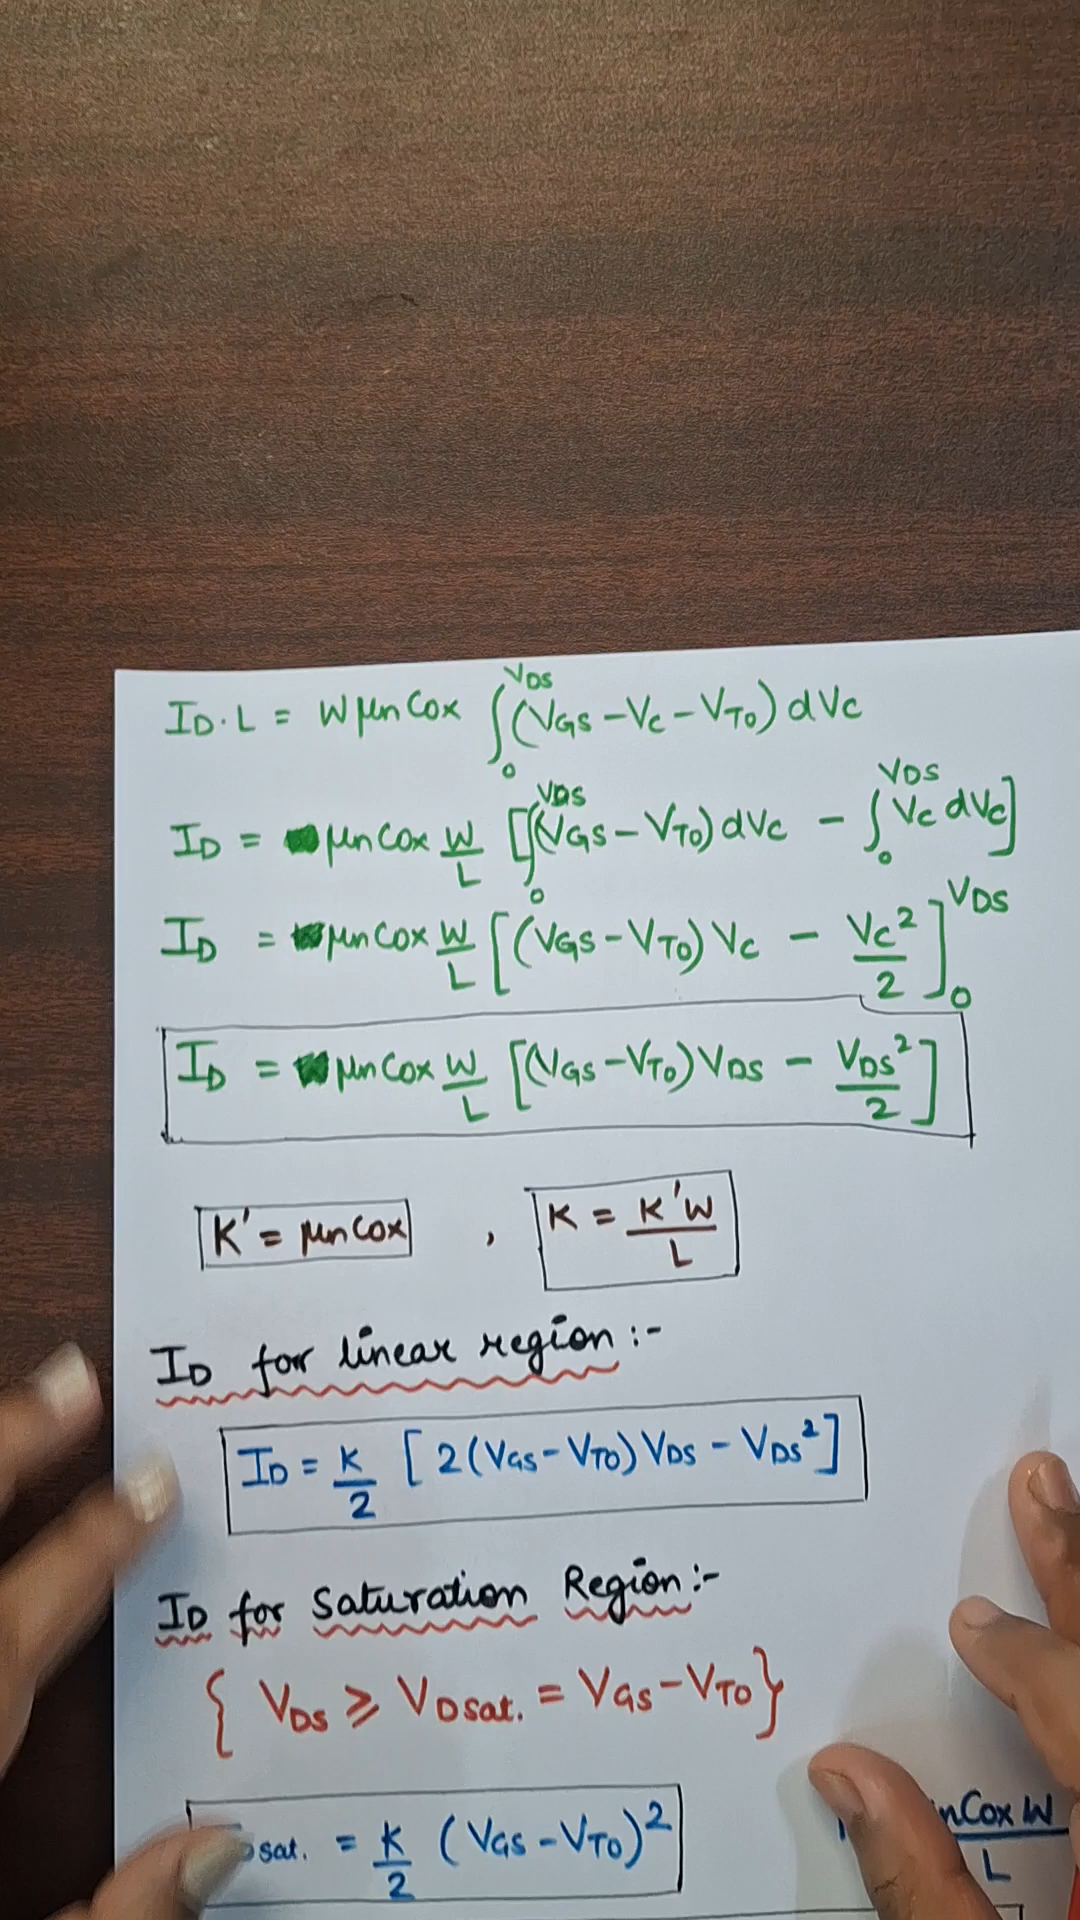 ID.L = WμnCox ∫₀^VDS (VGS-VC-VTO) dVC
ID = μnCox W/L [∫₀^VDS (VGS-VTO) dVC - ∫₀^VDS VC dVC]
ID = μnCox W/L [(VGS-VTO) VC - VC²/2]₀^VDS
ID = μnCox W/L [(VGS-VTO) VDS - VDS²/2]
K' = μnCox , K = K'W/L
ID for linear region:-
ID = K/2 [2(VGS-VTO) VDS - VDS²]
ID for Saturation Region:-
{ VDS ≥ VDsat. = VGS-VTO }
sat. = K/2 (VGS-VTO)²
nCox W/L